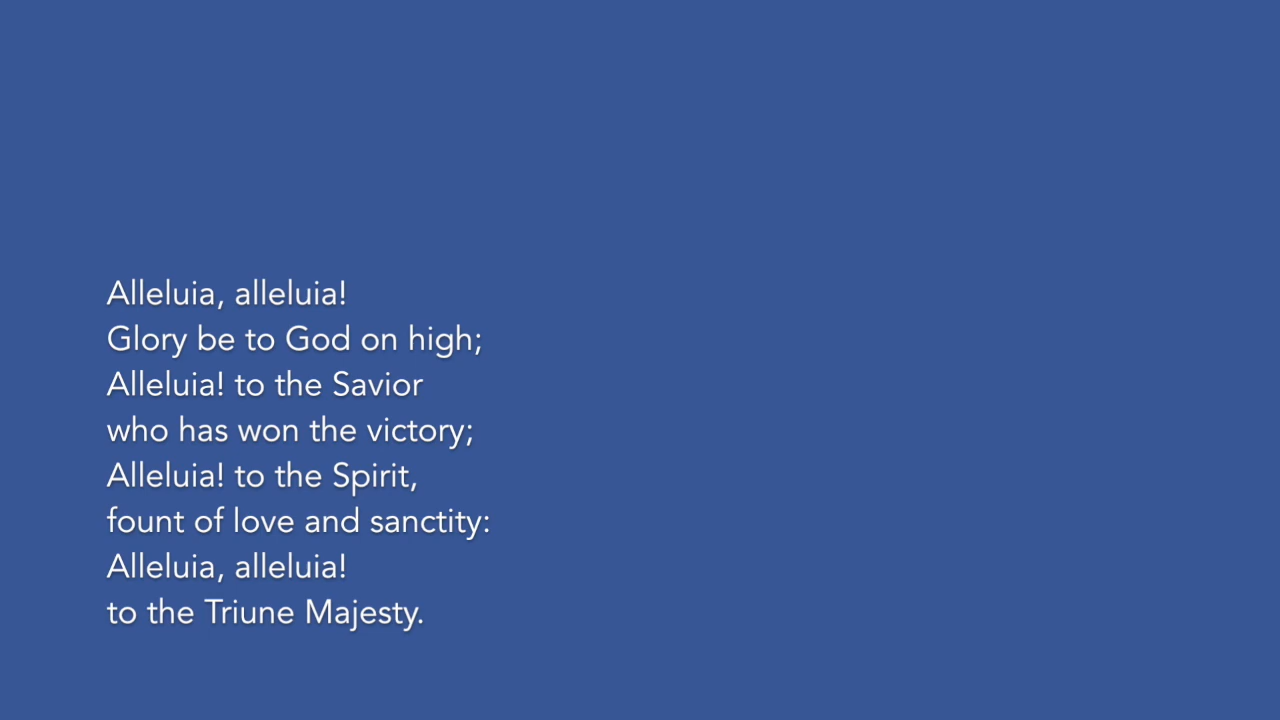 Alleluia, alleluia!
Glory be to God on high;
Alleluia! to the Savior
who has won the victory;
Alleluia! to the Spirit,
fount of love and sanctity:
Alleluia, alleluia!
to the Triune Majesty.